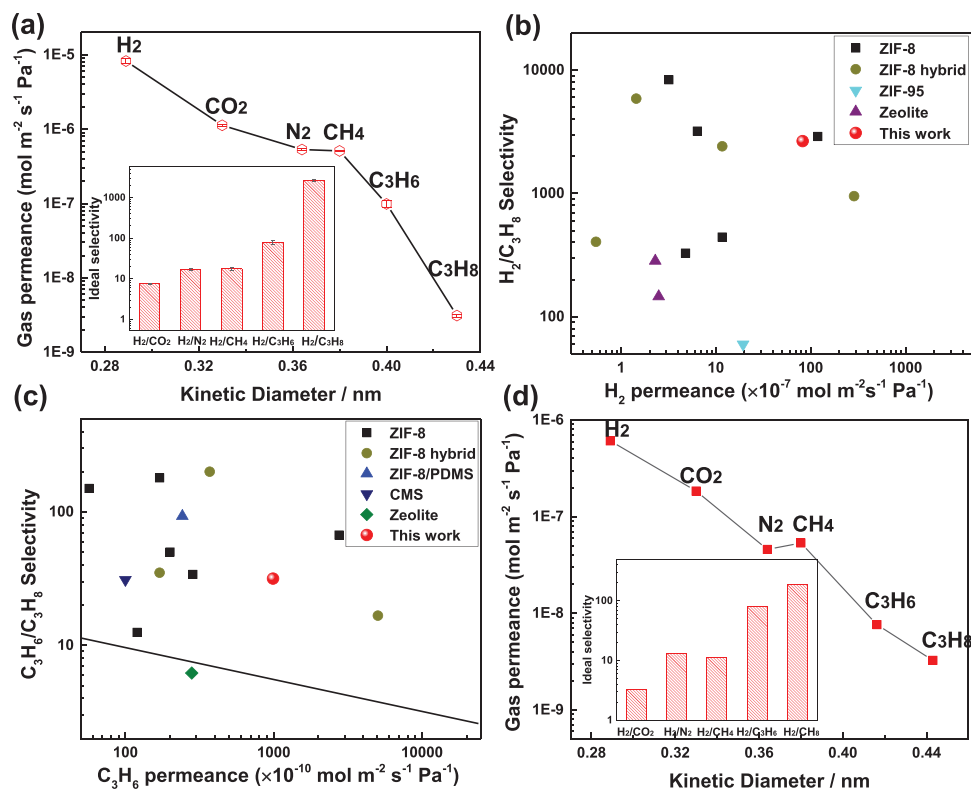 (a)
Gas permeance (mol m⁻² s⁻¹ Pa⁻¹)
1E-5
1E-6
1E-7
1E-8
1E-9
H2
CO2
N2
CH4
C3H6
C3H8
Ideal selectivity
1000
100
10
1
H2/CO2 H2/N2 H2/CH4 H2/C3H6 H2/C3H8
0.28 0.32 0.36 0.40 0.44
Kinetic Diameter / nm
(b)
H₂/C₃H₈ Selectivity
10000
1000
100
ZIF-8
ZIF-8 hybrid
ZIF-95
Zeolite
This work
1 10 100 1000
H₂ permeance (×10⁻⁷ mol m⁻²s⁻¹ Pa⁻¹)
(c)
C₃H₆/C₃H₈ Selectivity
100
10
ZIF-8
ZIF-8 hybrid
ZIF-8/PDMS
CMS
Zeolite
This work
100 1000 10000
C₃H₆ permeance (×10⁻¹⁰ mol m⁻² s⁻¹ Pa⁻¹)
(d)
Gas permeance (mol m⁻² s⁻¹ Pa⁻¹)
1E-6
1E-7
1E-8
1E-9
H2
CO2
N2
CH4
C3H6
C3H8
Ideal selectivity
100
10
1
H2/CO2 H2/N2 H2/CH4 H2/C3H6 H2/CH8
0.28 0.32 0.36 0.40 0.44
Kinetic Diameter / nm